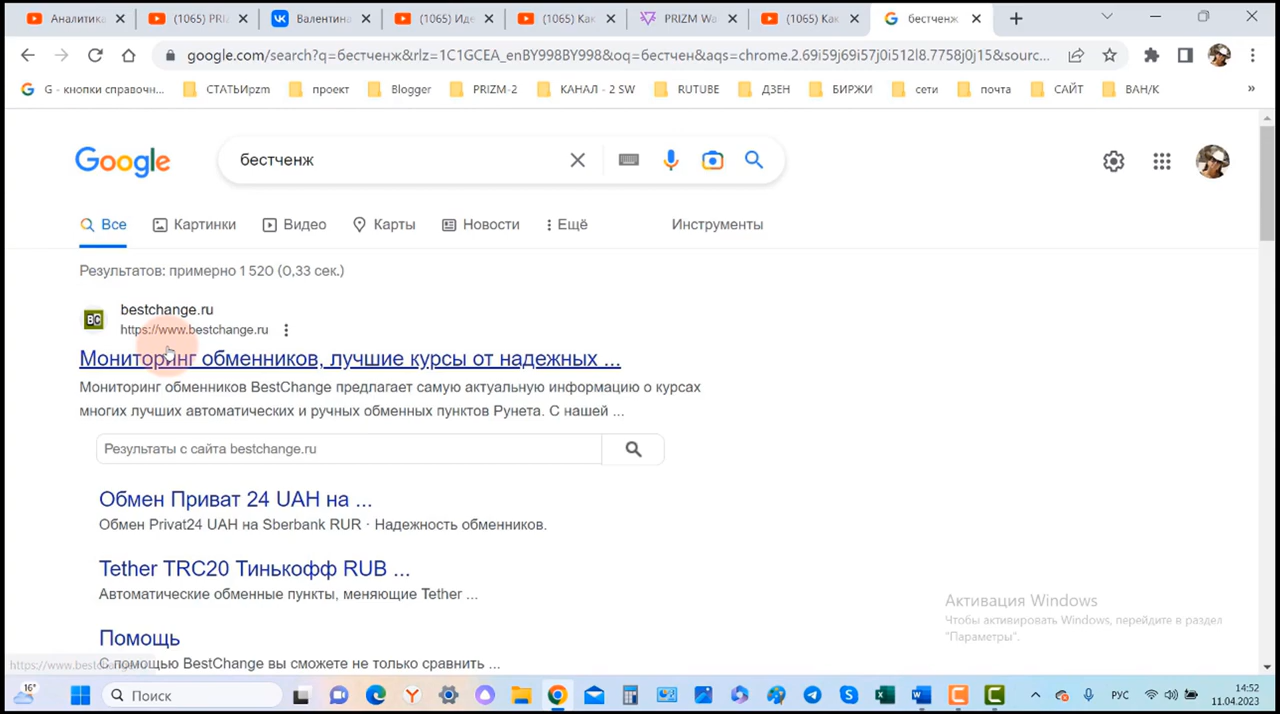 Аналитика
(1065) PRI
Валентина
(1065) Иде
(1065) Как
PRIZM Wa
(1065) Как
бестченж
google.com/search?q=бестченж&rlz=1C1GCEA_enBY998BY998&oq=бестчен&aqs=chrome.2.69i59j69i57j0i512l8.7758j0j15&sourc...
G - кнопки справочн...
СТАТЬИpzm
проект
Blogger
PRIZM-2
КАНАЛ - 2 SW
RUTUBE
ДЗЕН
БИРЖИ
сети
почта
САЙТ
ВАН/К
»
Google
бестченж
Все
Картинки
Видео
Карты
Новости
Ещё
Инструменты
Результатов: примерно 1 520 (0,33 сек.)
BC
bestchange.ru
https://www.bestchange.ru
Мониторинг обменников, лучшие курсы от надежных ...
Мониторинг обменников BestChange предлагает самую актуальную информацию о курсах
многих лучших автоматических и ручных обменных пунктов Рунета. С нашей ...
Результаты с сайта bestchange.ru
Обмен Приват 24 UAH на ...
Обмен Privat24 UAH на Sberbank RUR · Надежность обменников.
Tether TRC20 Тинькофф RUB ...
Автоматические обменные пункты, меняющие Tether ...
Помощь
С помощью BestChange вы сможете не только сравнить ...
Активация Windows
Чтобы активировать Windows, перейдите в раздел
"Параметры".
16°
Поиск
РУС
14:52
11.04.2023